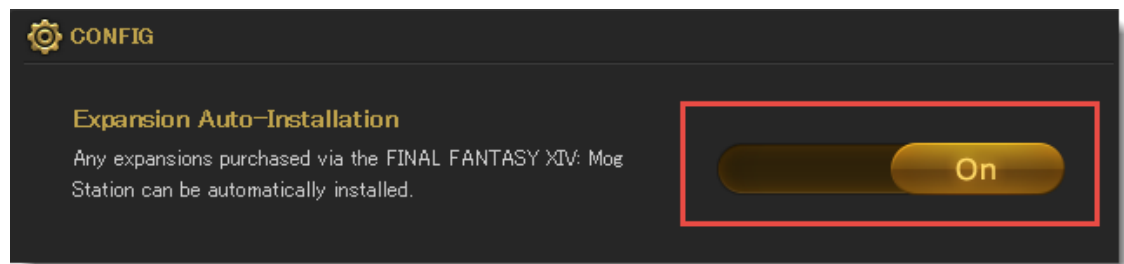 CONFIG
Expansion Auto-Installation
Any expansions purchased via the FINAL FANTASY XIV: Mog
Station can be automatically installed.
On